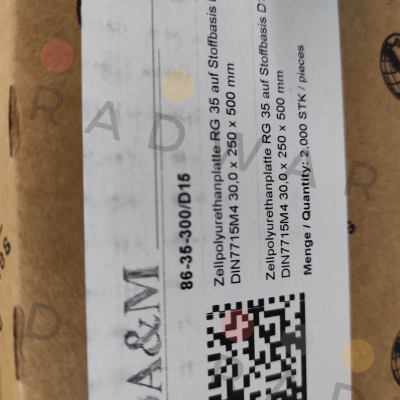 A&M
86-35-300/D15
Zellpolyurethanplatte RG 35 auf Stoffbasis
DIN7715M4 30,0 x 250 x 500 mm
Zellpolyurethanplatte RG 35 auf Stoffbasis
DIN7715M4 30,0 x 250 x 500 mm
Menge / Quantity: 2.000 STK / pieces
RADWAR